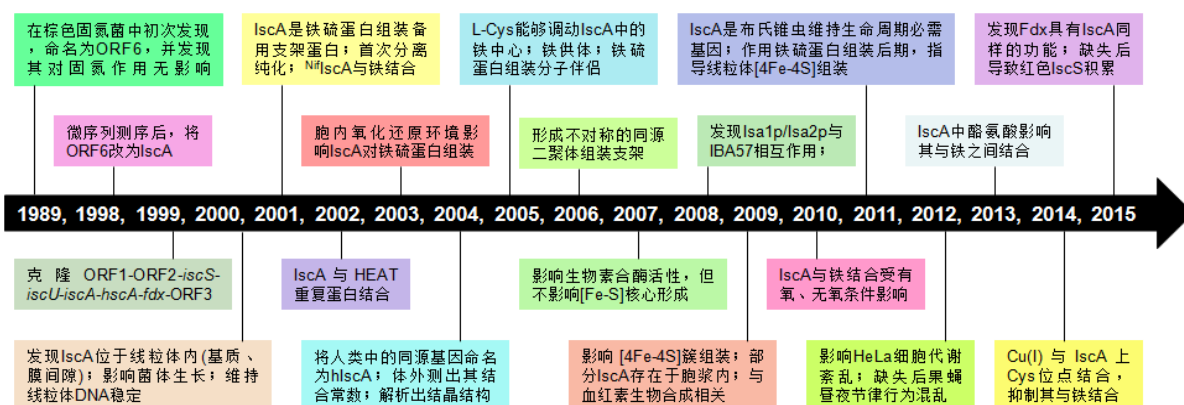 在棕色固氮菌中初次发现
，命名为ORF6，并发现
其对固氮作用无影响
IscA是铁硫蛋白组装备
用支架蛋白；首次分离
纯化；NifIscA与铁结合
L-Cys能够调动IscA中的
铁中心；铁供体；铁硫
蛋白组装分子伴侣
IscA是布氏锥虫维持生命周期必需
基因；作用铁硫蛋白组装后期，指
导线粒体[4Fe-4S]组装
发现Fdx具有IscA同
样的功能；缺失后
导致红色IscS积累
微序列测序后，将
ORF6改为IscA
胞内氧化还原环境影
响IscA对铁硫蛋白组装
形成不对称的同源
二聚体组装支架
发现Isa1p/Isa2p与
IBA57相互作用；
IscA中酪氨酸影响
其与铁之间结合
1989, 1998, 1999, 2000, 2001, 2002, 2003, 2004, 2005, 2006, 2007, 2008, 2009, 2010, 2011, 2012, 2013, 2014, 2015
克隆 ORF1-ORF2-iscS-
iscU-iscA-hscA-fdx-ORF3
IscA 与 HEAT
重复蛋白结合
影响生物素合酶活性，但
不影响[Fe-S]核心形成
IscA与铁结合受有
氧、无氧条件影响
发现IscA位于线粒体内(基质、
膜间隙)；影响菌体生长；维持
线粒体DNA稳定
将人类中的同源基因命名
为hIscA；体外测出其结
合常数；解析出结晶结构
影响 [4Fe-4S]簇组装；部
分IscA存在于胞浆内；与
血红素生物合成相关
影响HeLa细胞代谢
紊乱；缺失后果蝇
昼夜节律行为混乱
Cu(I) 与 IscA 上
Cys位点结合，
抑制其与铁结合